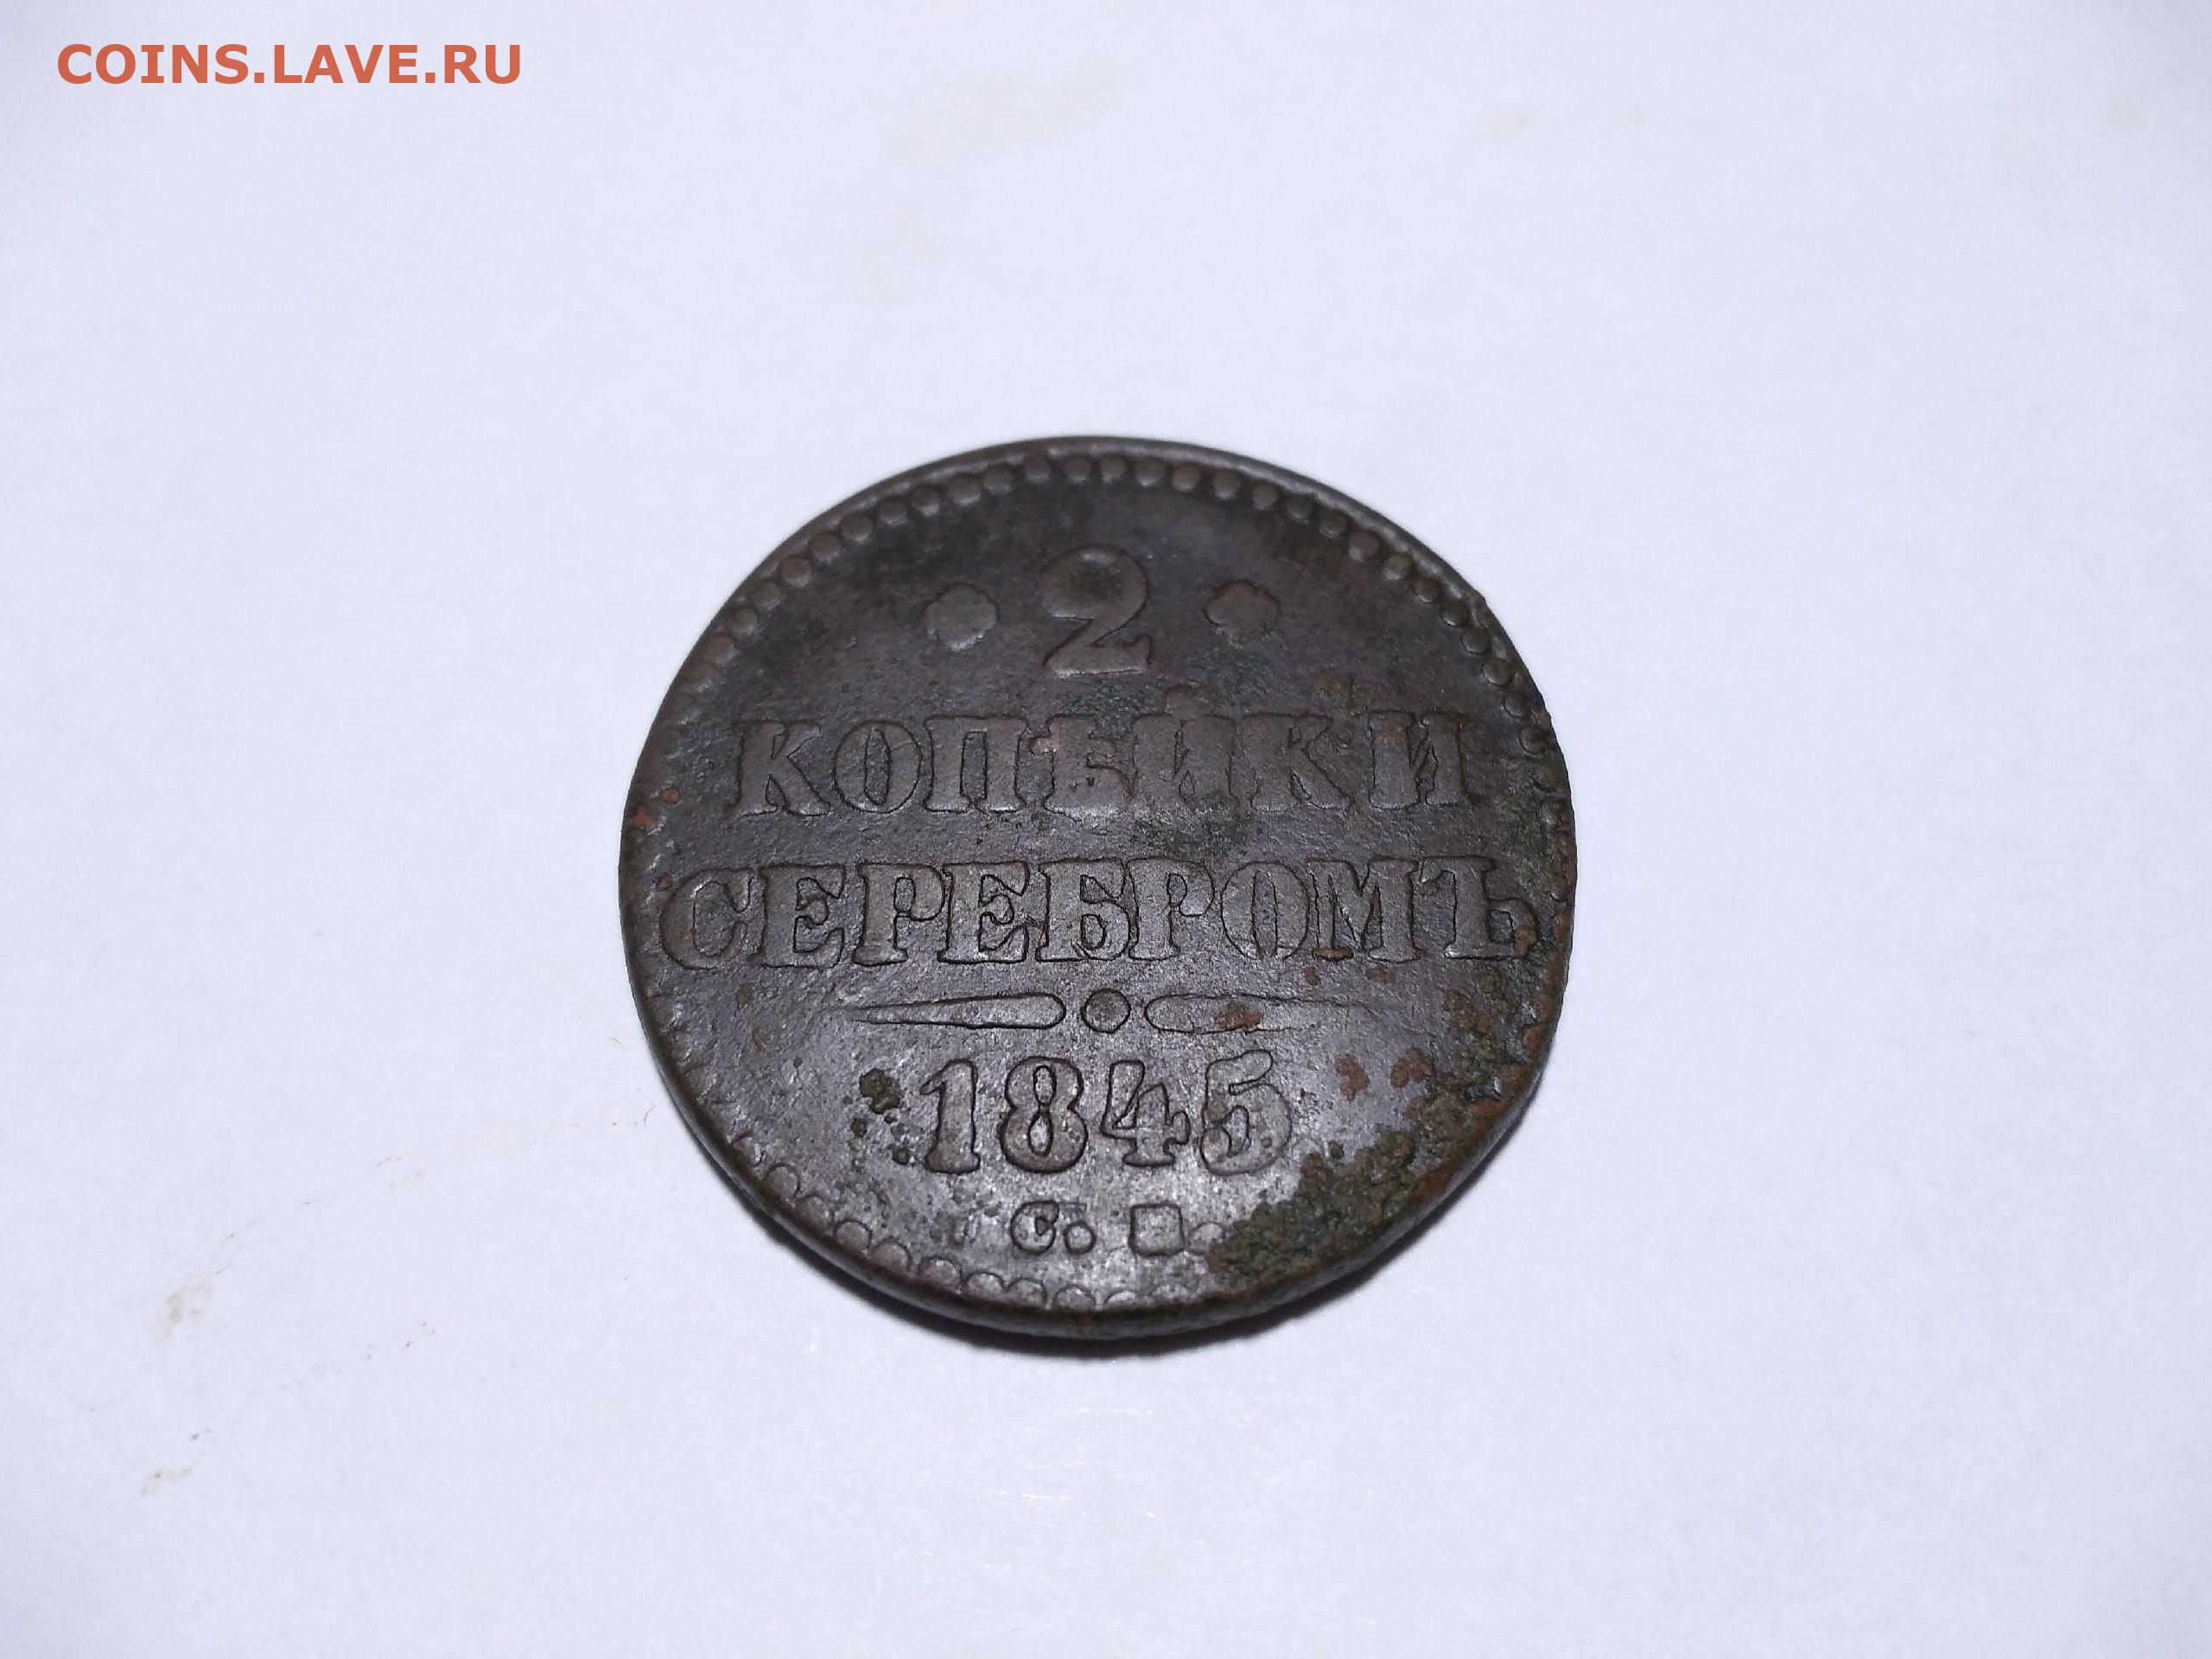 COINS.LAVE.RU
2
КОПѢЙКИ
СЕРЕБРОМЪ
1845
С.